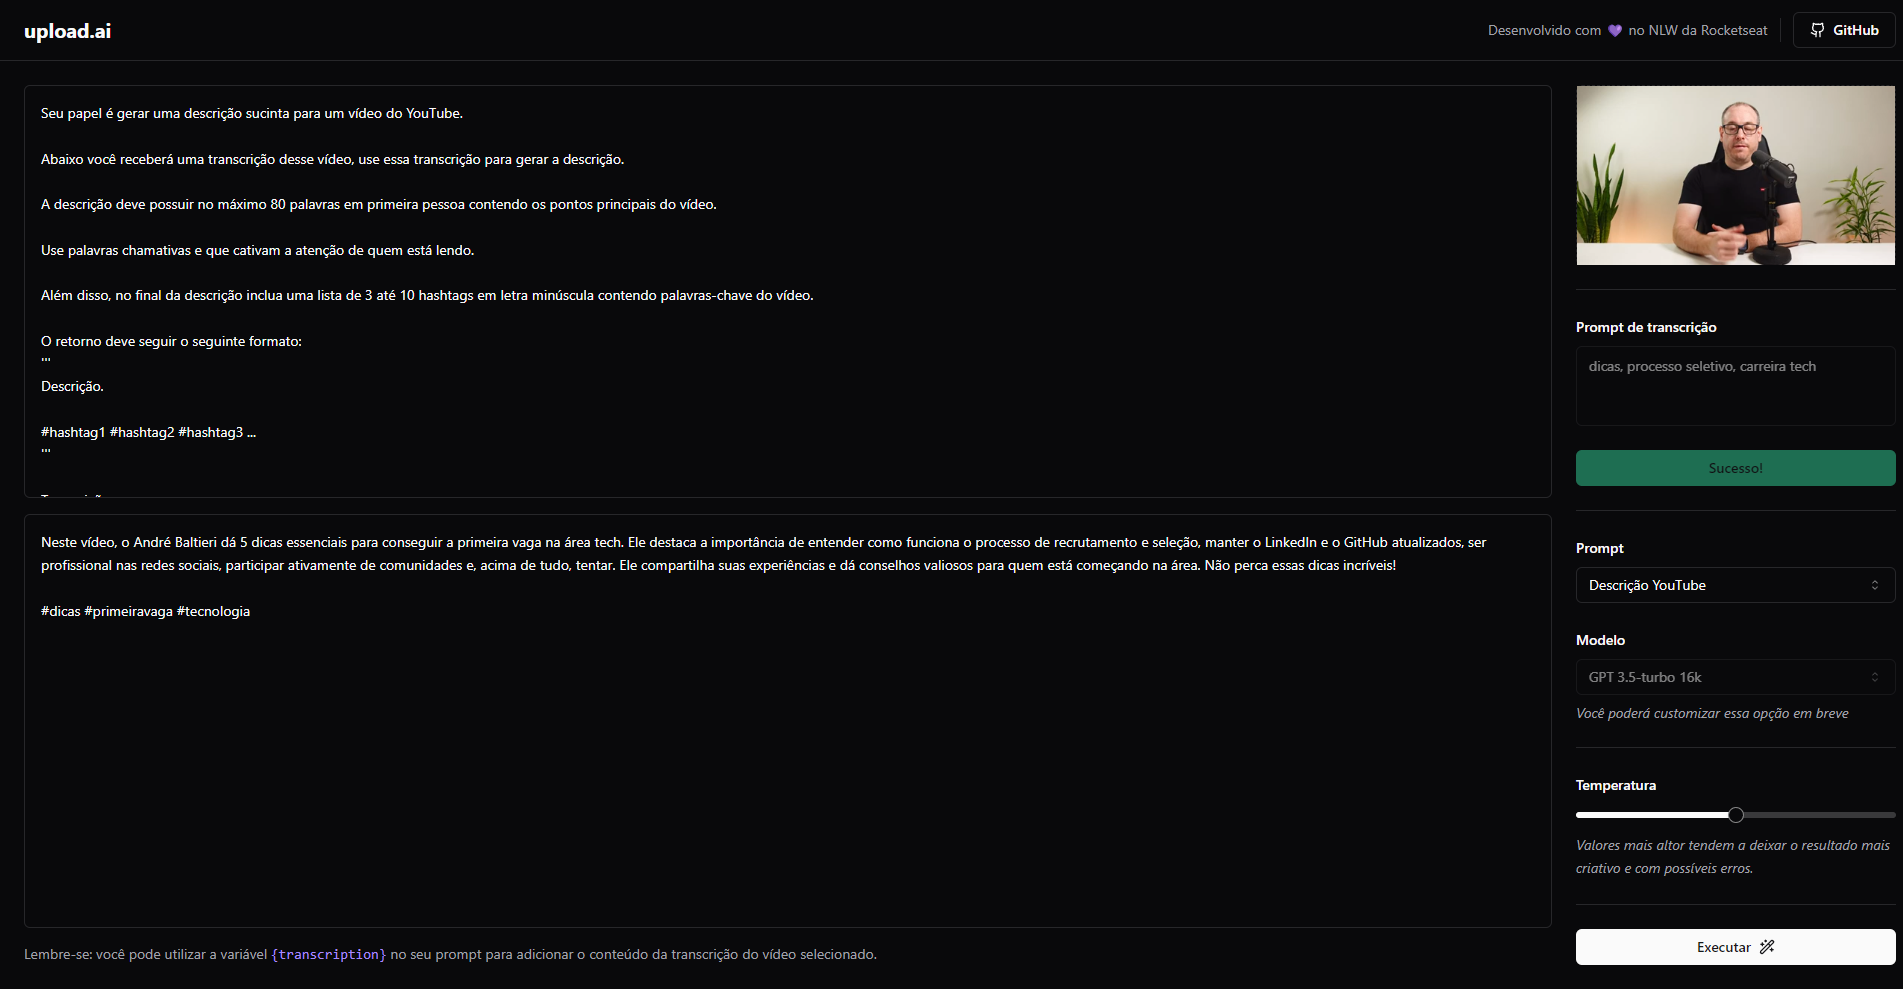 upload.ai
Desenvolvido com 💜 no NLW da Rocketseat
GitHub
Seu papel é gerar uma descrição sucinta para um vídeo do YouTube.
Abaixo você receberá uma transcrição desse vídeo, use essa transcrição para gerar a descrição.
A descrição deve possuir no máximo 80 palavras em primeira pessoa contendo os pontos principais do vídeo.
Use palavras chamativas e que cativam a atenção de quem está lendo.
Além disso, no final da descrição inclua uma lista de 3 até 10 hashtags em letra minúscula contendo palavras-chave do vídeo.
O retorno deve seguir o seguinte formato:
'''
Descrição.
#hashtag1 #hashtag2 #hashtag3 ...
'''
Neste vídeo, o André Baltieri dá 5 dicas essenciais para conseguir a primeira vaga na área tech. Ele destaca a importância de entender como funciona o processo de recrutamento e seleção, manter o LinkedIn e o GitHub atualizados, ser
profissional nas redes sociais, participar ativamente de comunidades e, acima de tudo, tentar. Ele compartilha suas experiências e dá conselhos valiosos para quem está começando na área. Não perca essas dicas incríveis!
#dicas #primeiravaga #tecnologia
Lembre-se: você pode utilizar a variável {transcription} no seu prompt para adicionar o conteúdo da transcrição do vídeo selecionado.
Prompt de transcrição
dicas, processo seletivo, carreira tech
Sucesso!
Prompt
Descrição YouTube
Modelo
GPT 3.5-turbo 16k
Você poderá customizar essa opção em breve
Temperatura
Valores mais altor tendem a deixar o resultado mais
criativo e com possíveis erros.
Executar